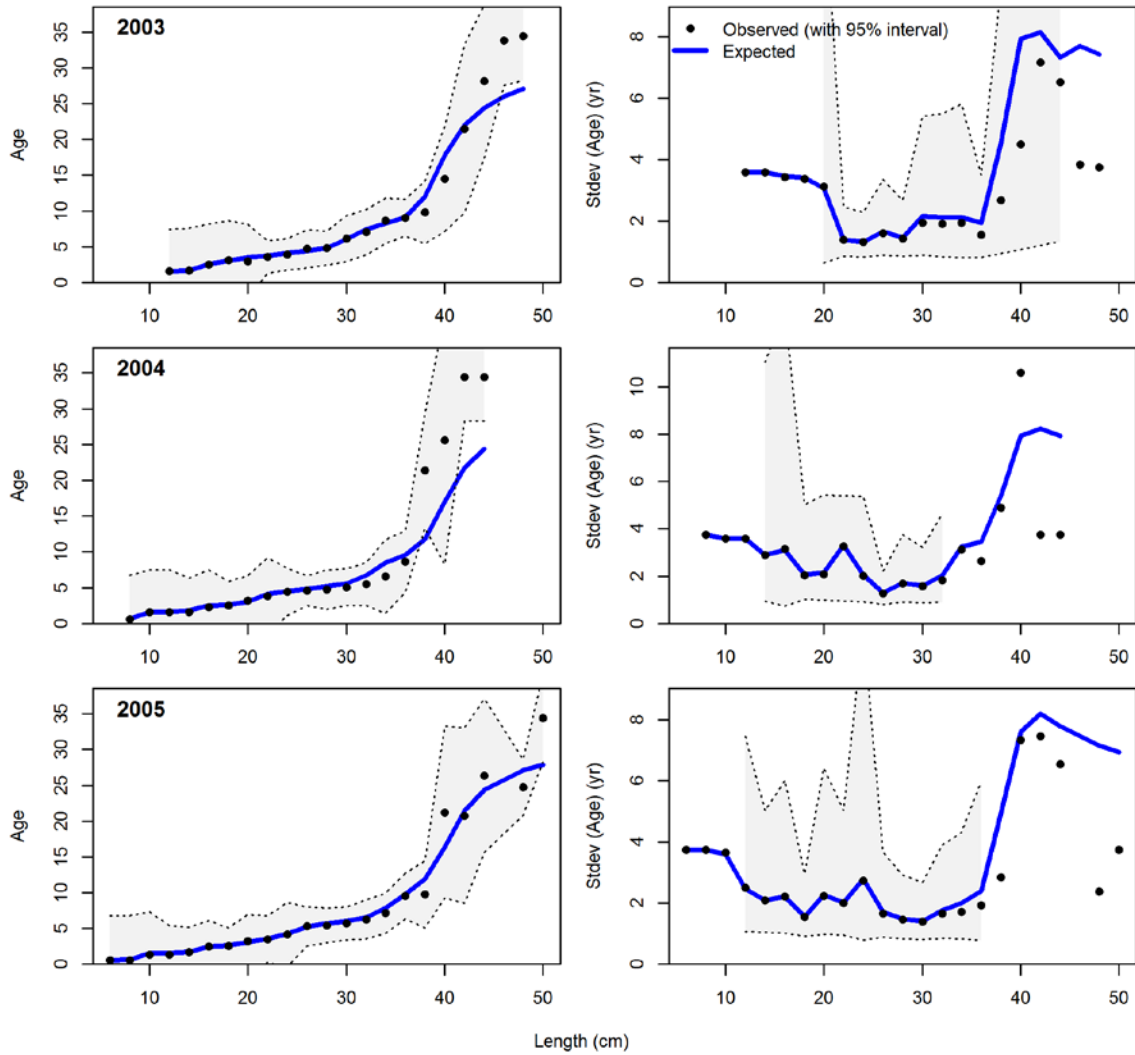 2003
Age
0 5 10 15 20 25 30 35
10 20 30 40 50
Observed (with 95% interval)
Expected
Stdev (Age) (yr)
0 2 4 6 8
10 20 30 40 50
2004
Age
0 5 10 15 20 25 30 35
10 20 30 40 50
Stdev (Age) (yr)
0 2 4 6 8 10
10 20 30 40 50
2005
Age
0 5 10 15 20 25 30 35
10 20 30 40 50
Stdev (Age) (yr)
0 2 4 6 8
10 20 30 40 50
Length (cm)